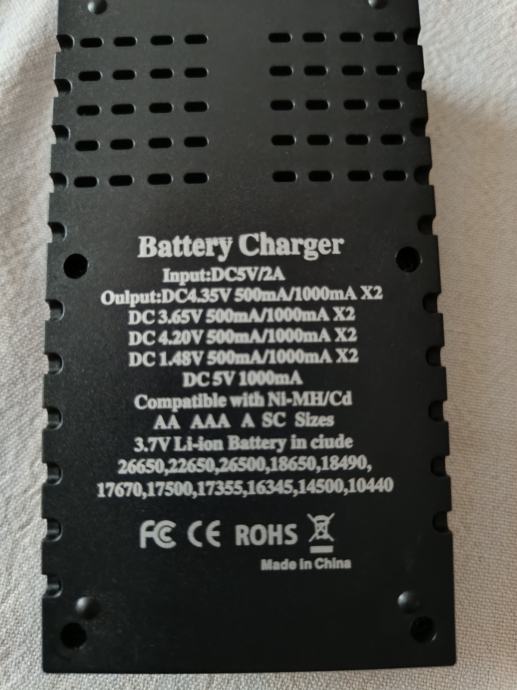 Battery Charger
Input:DC5V/2A
Oulput:DC4.35V 500mA/1000mA X2
DC 3.65V 500mA/1000mA X2
DC 4.20V 500mA/1000mA X2
DC 1.48V 500mA/1000mA X2
DC 5V 1000mA
Compatible with Ni-MH/Cd
AA AAA A SC Sizes
3.7V Li-ion Battery in clude
26650,22650,26500,18650,18490,
17670,17500,17355,16345,14500,10440
FC CE ROHS
Made in China